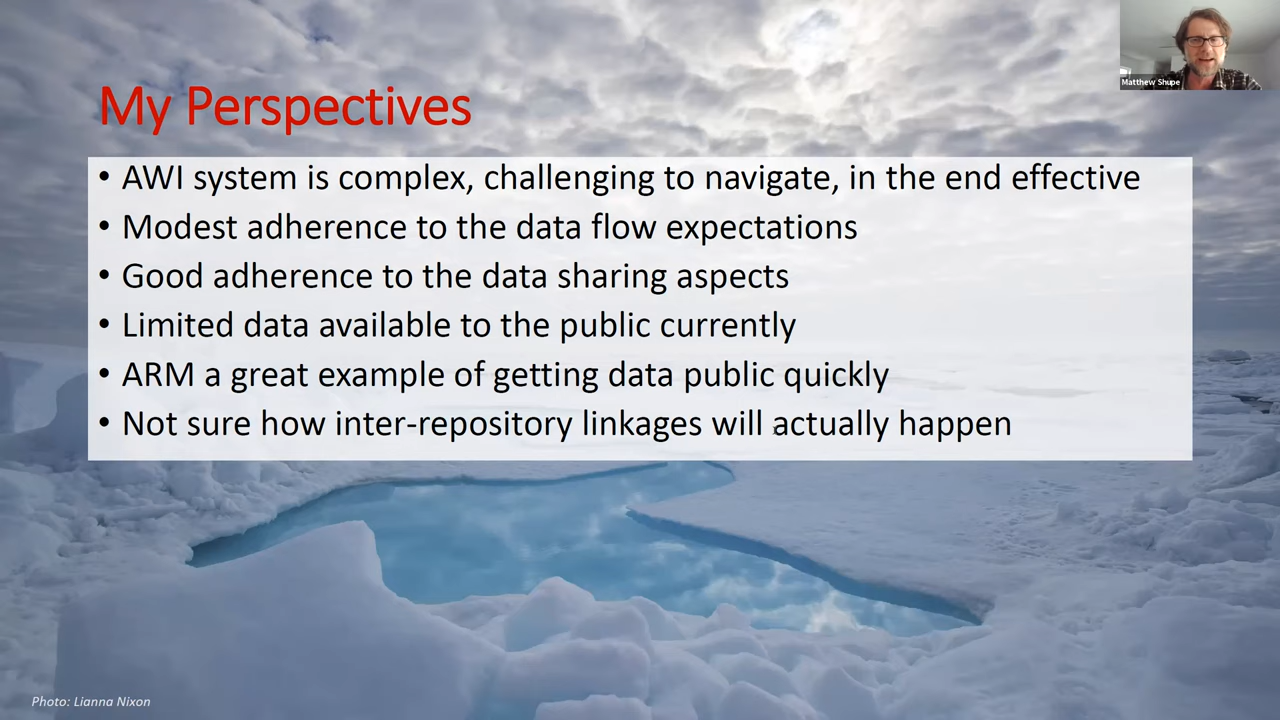 Matthew Shupe
My Perspectives
• AWI system is complex, challenging to navigate, in the end effective
• Modest adherence to the data flow expectations
• Good adherence to the data sharing aspects
• Limited data available to the public currently
• ARM a great example of getting data public quickly
• Not sure how inter-repository linkages will actually happen
Photo: Lianna Nixon